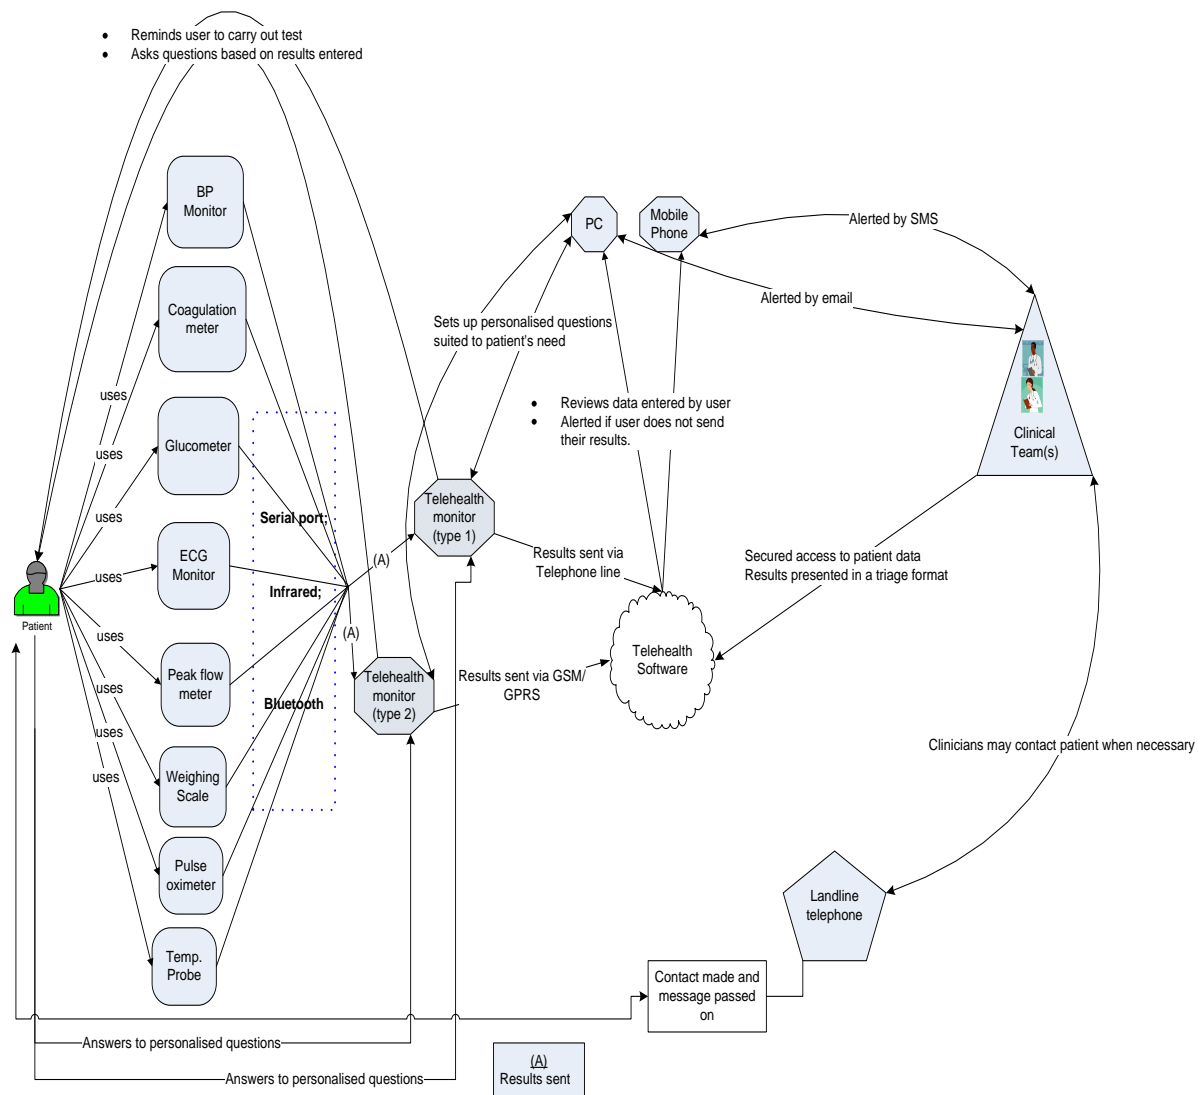 Reminds user to carry out test
Asks questions based on results entered
BP
Monitor
PC
Mobile
Phone
Alerted by SMS
Coagulation
meter
Alerted by email
Sets up personalised questions
suited to patient's need
uses
uses
Reviews data entered by user
Alerted if user does not send
their results.
Clinical
Team(s)
Glucometer
uses
Serial port;
Telehealth
monitor
(type 1)
ECG
Monitor
uses
(A)
Results sent via
Telephone line
Secured access to patient data
Results presented in a triage format
Infrared;
Patient
uses
(A)
Telehealth
Software
Peak flow
meter
Telehealth
monitor
(type 2)
Results sent via GSM/
GPRS
uses
Bluetooth
uses
Clinicians may contact patient when necessary
uses
Weighing
Scale
Pulse
oximeter
Landline
telephone
Temp.
Probe
Contact made and
message passed
on
Answers to personalised questions
(A)
Results sent
Answers to personalised questions